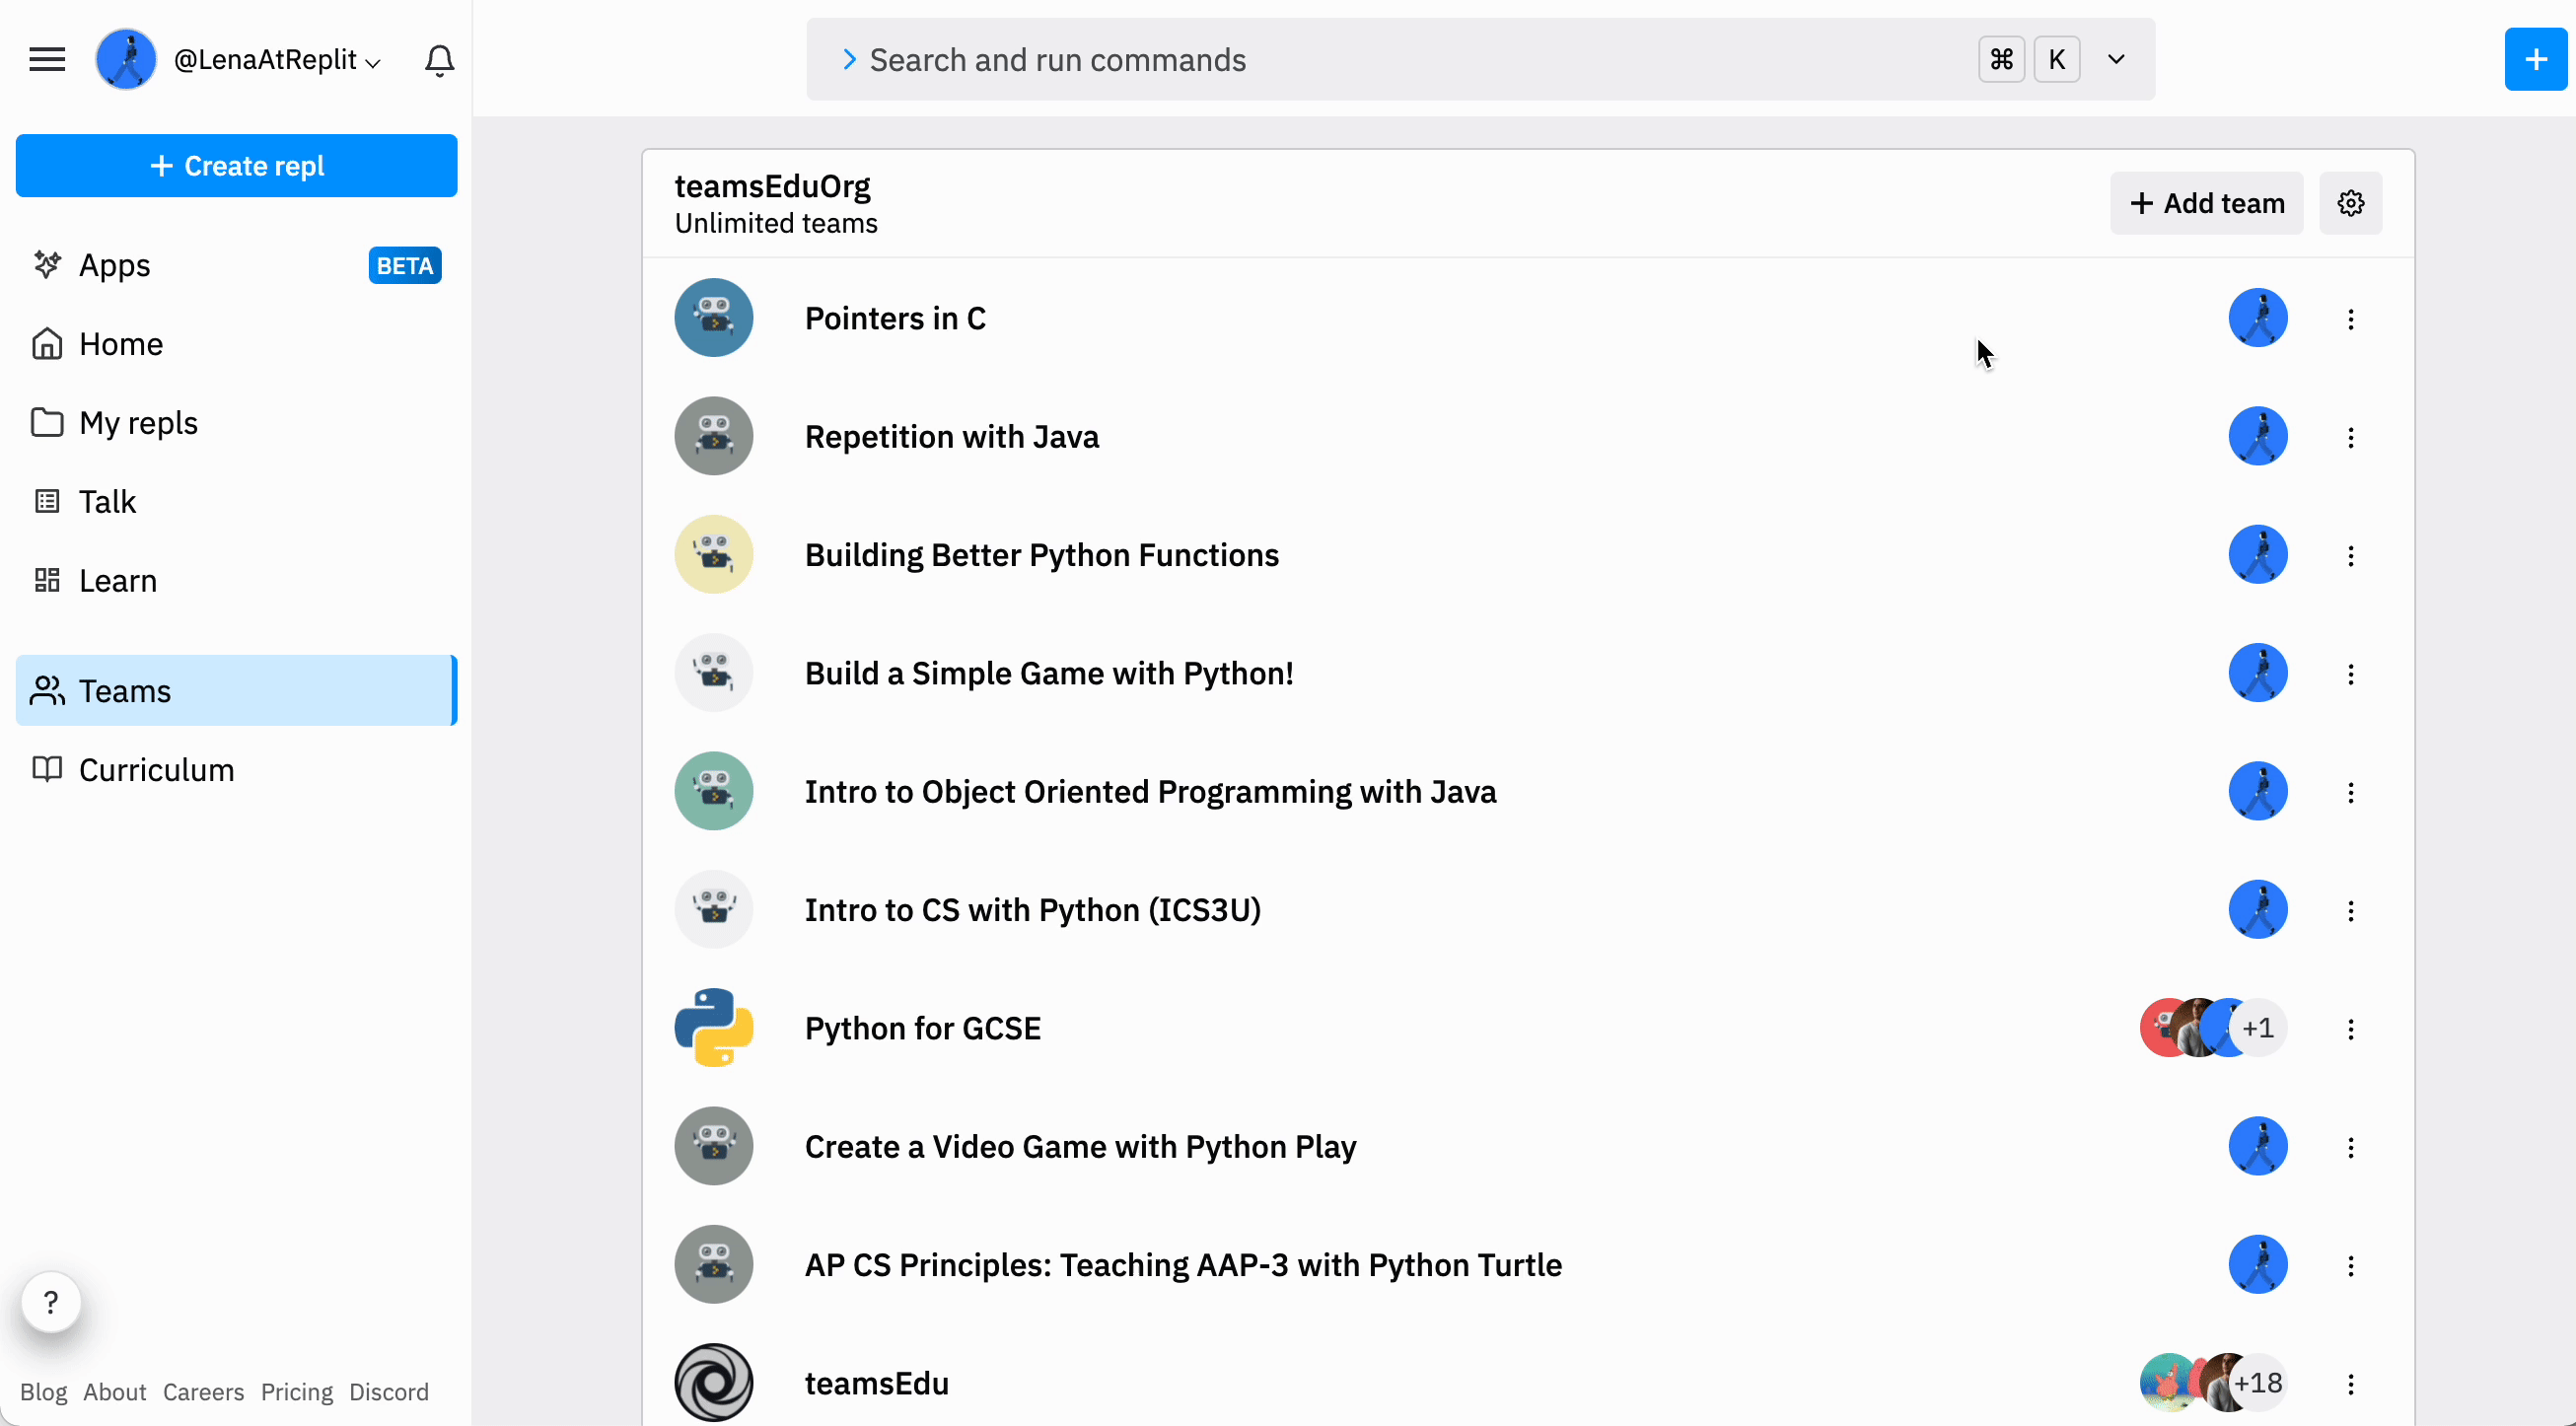 @LenaAtReplit
Search and run commands
⌘ K
+ Create repl
Apps BETA
Home
My repls
Talk
Learn
Teams
Curriculum
?
Blog About Careers Pricing Discord
teamsEduOrg
Unlimited teams
+ Add team
Pointers in C
Repetition with Java
Building Better Python Functions
Build a Simple Game with Python!
Intro to Object Oriented Programming with Java
Intro to CS with Python (ICS3U)
Python for GCSE +1
Create a Video Game with Python Play
AP CS Principles: Teaching AAP-3 with Python Turtle
teamsEdu +18